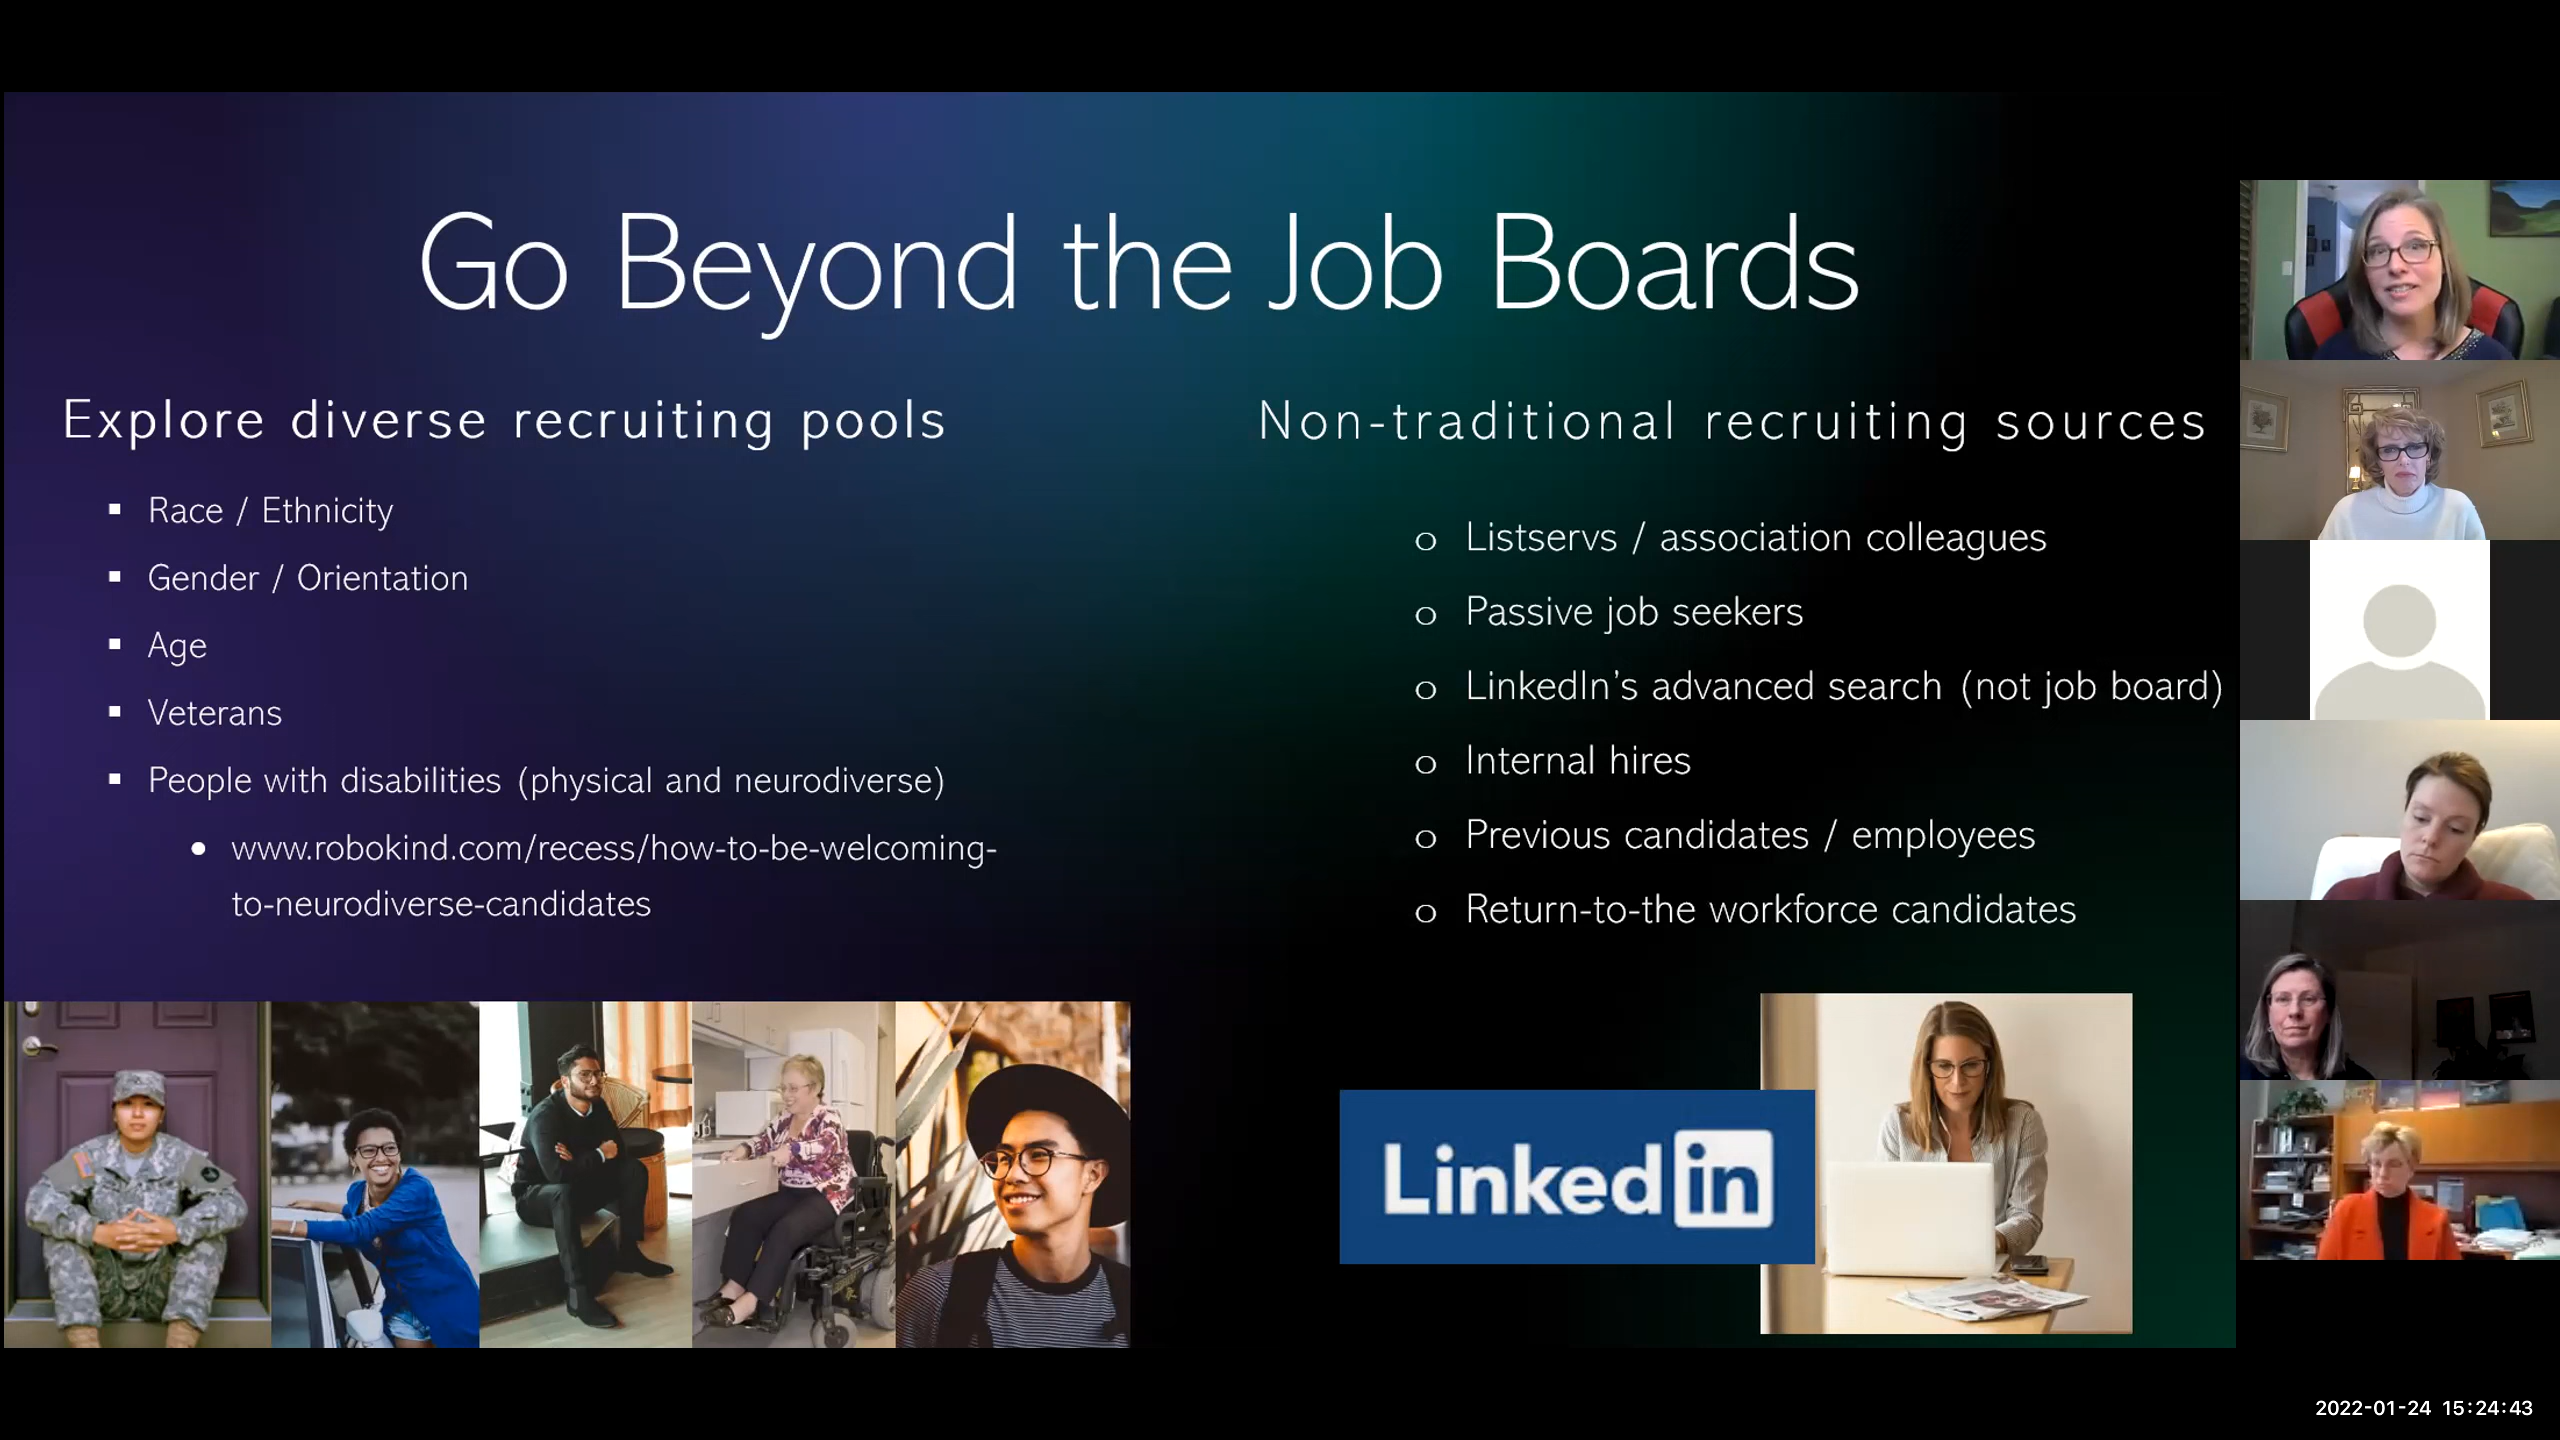 Go Beyond the Job Boards
Explore diverse recruiting pools
Race / Ethnicity
Gender / Orientation
Age
Veterans
People with disabilities (physical and neurodiverse)
www.robokind.com/recess/how-to-be-welcoming-
to-neurodiverse-candidates
Non-traditional recruiting sources
Listservs / association colleagues
Passive job seekers
LinkedIn’s advanced search (not job board)
Internal hires
Previous candidates / employees
Return-to-the workforce candidates
Linked in
2022-01-24 15:24:43